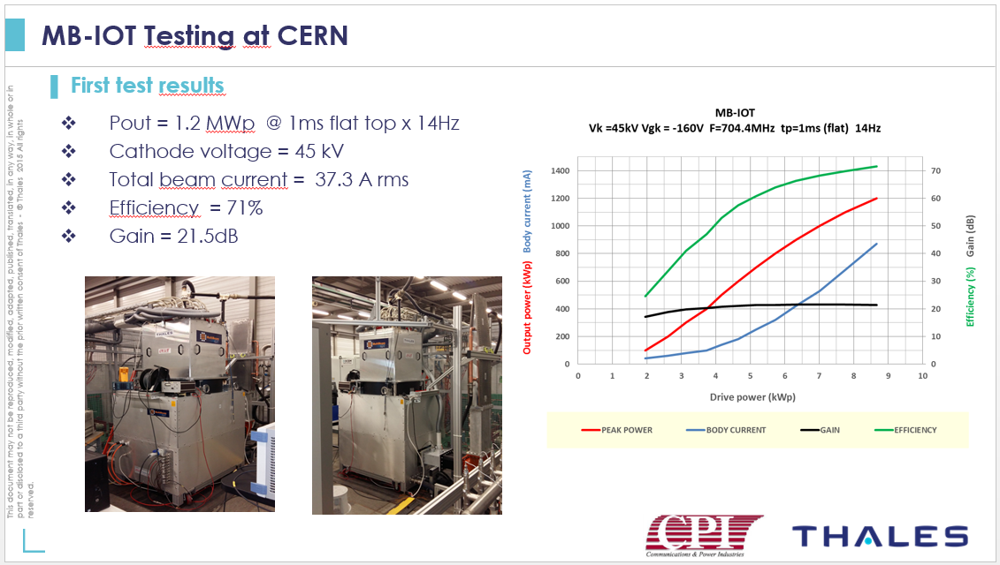 MB-IOT Testing at CERN
First test results
❖ Pout = 1.2 MWp @ 1ms flat top x 14Hz
❖ Cathode voltage = 45 kV
❖ Total beam current = 37.3 A rms
❖ Efficiency = 71%
❖ Gain = 21.5dB
THALES
MB-IOT
Vk =45kV Vgk = -160V F=704.4MHz tp=1ms (flat) 14Hz
Output power (kWp) Body current (mA)
1400
1200
1000
800
600
400
200
0
70
60
50
40
30
20
10
0
Efficiency (%) Gain (dB)
0 1 2 3 4 5 6 7 8 9 10
Drive power (kWp)
PEAK POWER BODY CURRENT GAIN EFFICIENCY
This document may not be reproduced, modified, adapted, published, translated, in any way, in whole or in
part or disclosed to a third party without the prior written consent of Thales - © Thales 2015 All rights
reserved.
CPI
Communications & Power Industries
THALES